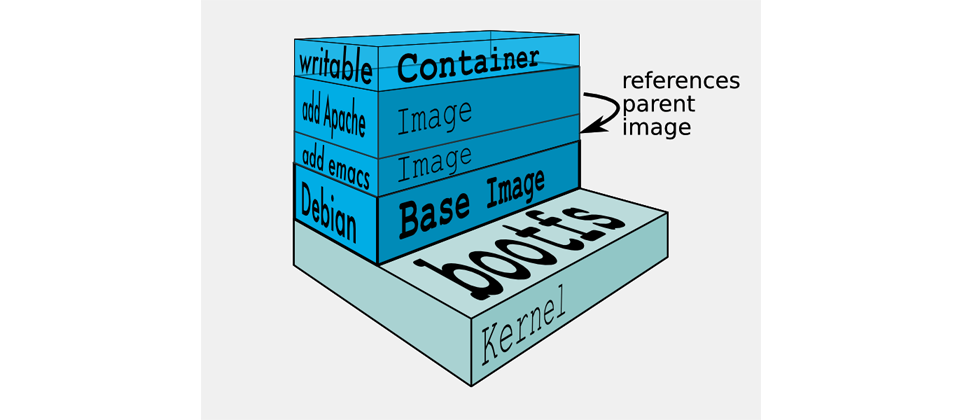 writable Container
add Apache Image
add emacs Image
Debian Base Image
bootfs
Kernel
references
parent
image